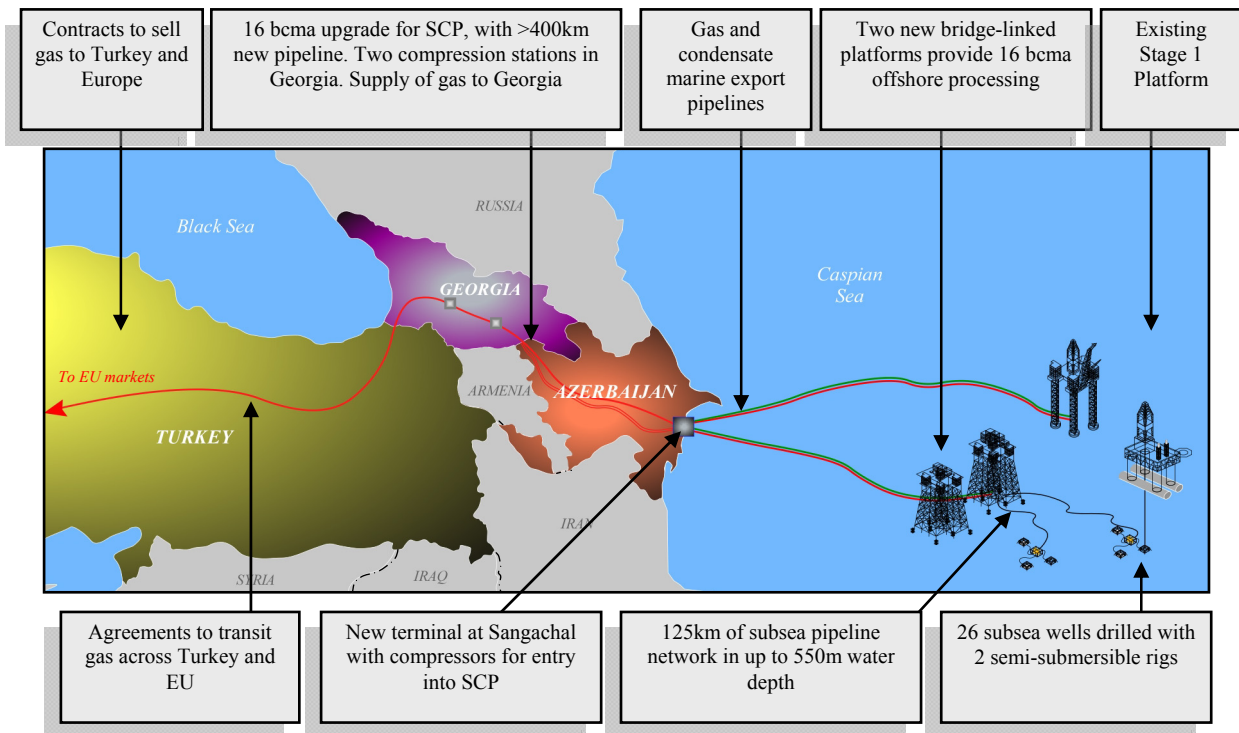 Contracts to sell
gas to Turkey and
Europe
16 bcma upgrade for SCP, with >400km
new pipeline. Two compression stations in
Georgia. Supply of gas to Georgia
Gas and
condensate
marine export
pipelines
Two new bridge-linked
platforms provide 16 bcma
offshore processing
Existing
Stage 1
Platform
RUSSIA
Black Sea
Caspian
Sea
GEORGIA
To EU markets
ARMENIA
AZERBAIJAN
TURKEY
IRAN
SYRIA
IRAQ
Agreements to transit
gas across Turkey and
EU
New terminal at Sangachal
with compressors for entry
into SCP
125km of subsea pipeline
network in up to 550m water
depth
26 subsea wells drilled with
2 semi-submersible rigs